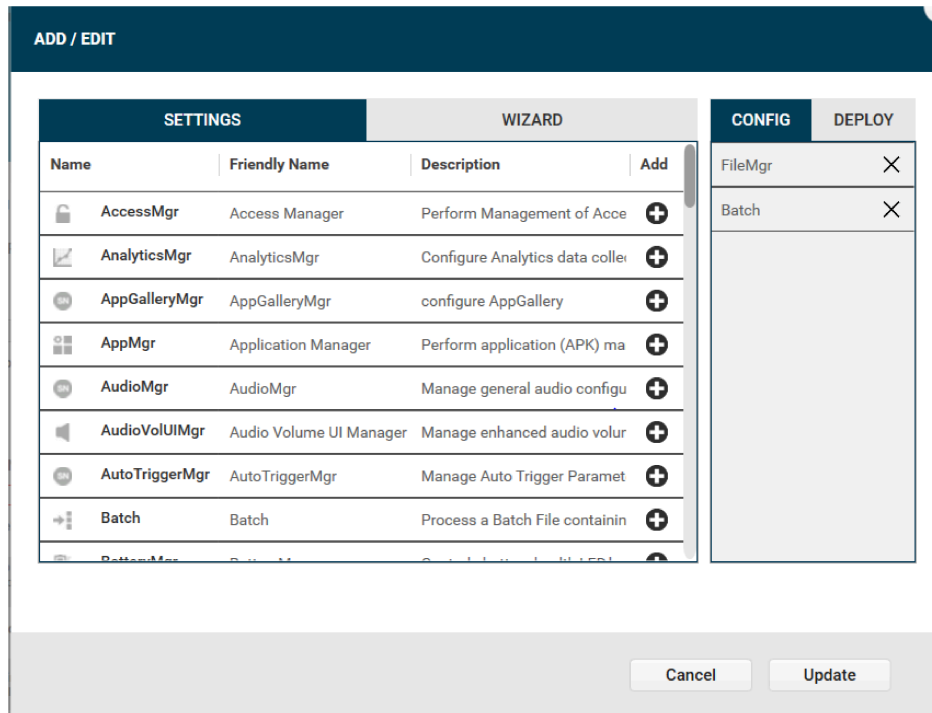 ADD / EDIT
SETTINGS WIZARD CONFIG DEPLOY
Name Friendly Name Description Add
FileMgr
AccessMgr Access Manager Perform Management of Acce
Batch
AnalyticsMgr AnalyticsMgr Configure Analytics data collec
SN AppGalleryMgr AppGalleryMgr configure AppGallery
AppMgr Application Manager Perform application (APK) ma
SN AudioMgr AudioMgr Manage general audio configu
AudioVolUIMgr Audio Volume UI Manager Manage enhanced audio volur
SN AutoTriggerMgr AutoTriggerMgr Manage Auto Trigger Paramet
Batch Batch Process a Batch File containin
Cancel Update